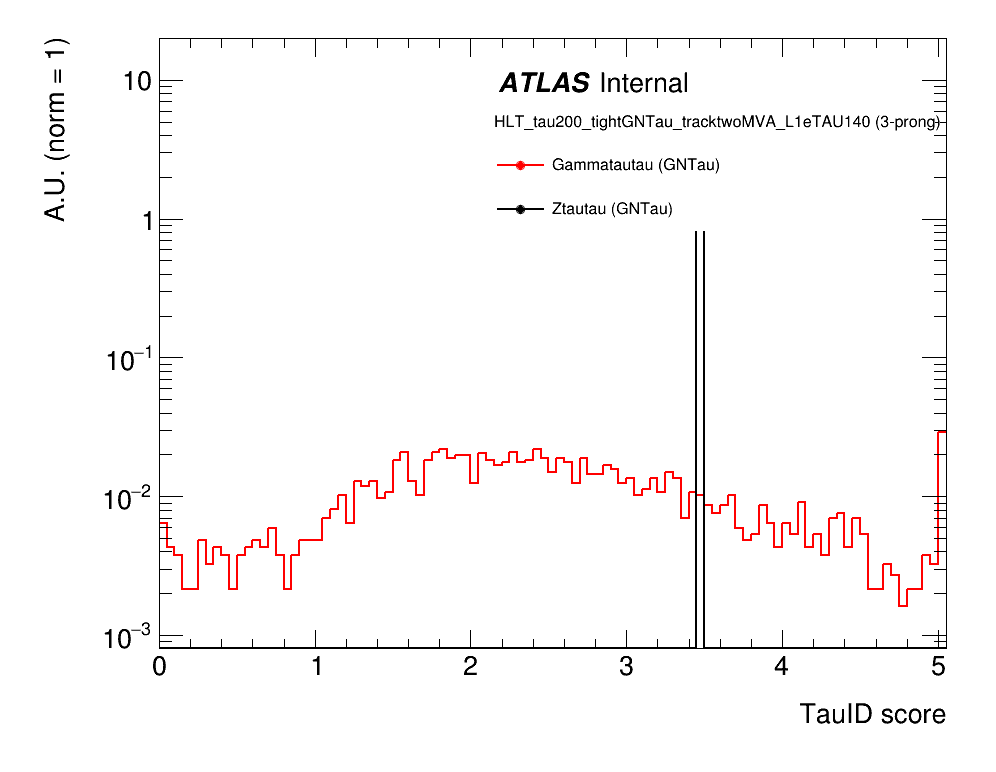 A.U. (norm = 1)
10
1
10⁻¹
10⁻²
10⁻³
ATLAS Internal
HLT_tau200_tightGNTau_tracktwoMVA_L1eTAU140 (3-prong)
Gammatautau (GNTau)
Ztautau (GNTau)
0 1 2 3 4 5
TauID score